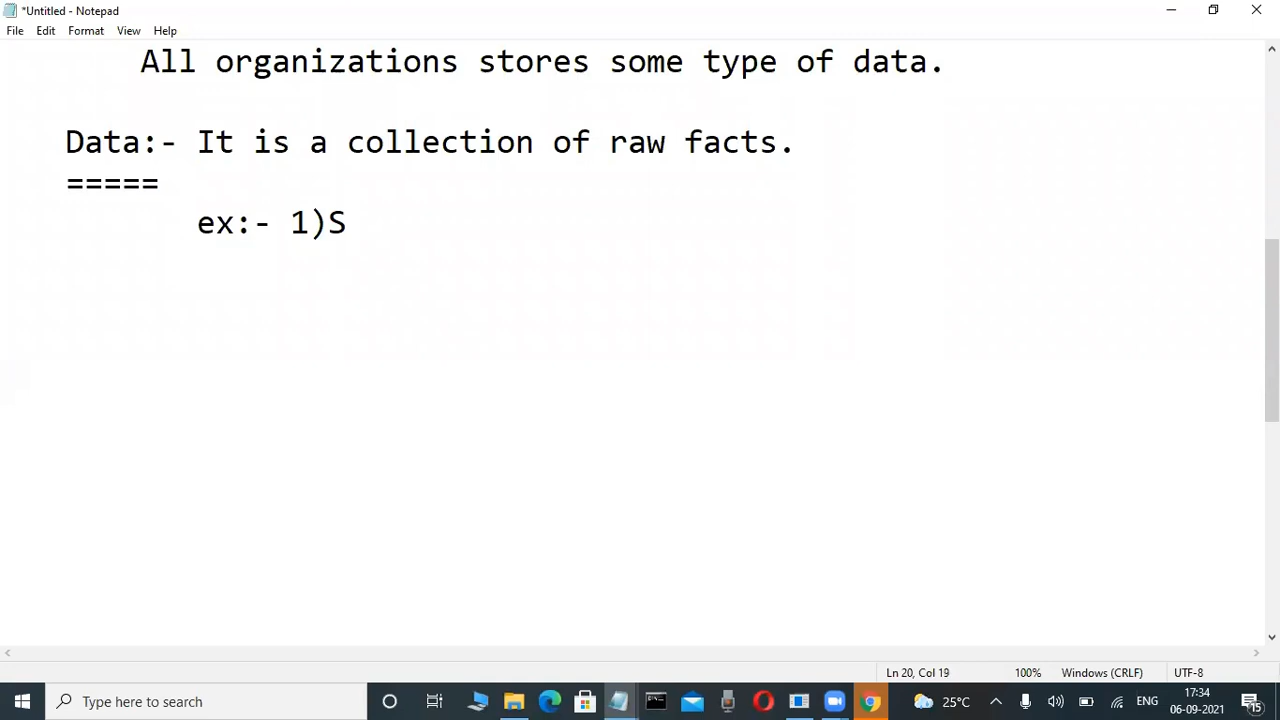 *Untitled - Notepad
File Edit Format View Help
All organizations stores some type of data.
Data:- It is a collection of raw facts.
=====
ex:- 1)S
Ln 20, Col 19 100% Windows (CRLF) UTF-8
Type here to search
25°C ENG 17:34
06-09-2021 15